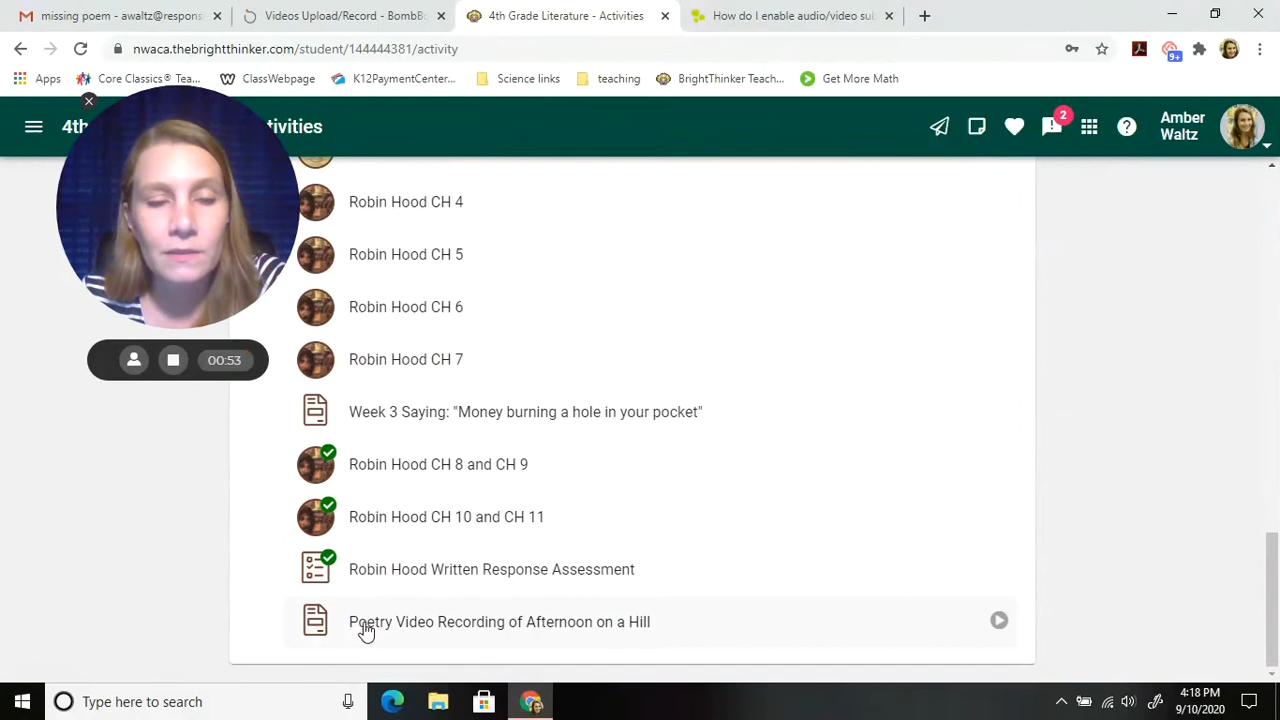 missing poem - awaltz@respons
Videos Upload/Record - BombBo
4th Grade Literature - Activities
How do I enable audio/video sub
nwaca.thebrightthinker.com/student/144444381/activity
9+
Apps
Core Classics® Tea...
ClassWebpage
K12PaymentCenter...
Science links
teaching
BrightThinker Teac...
Get More Math
4th
tivities
2
Amber
Waltz
Robin Hood CH 4
Robin Hood CH 5
Robin Hood CH 6
Robin Hood CH 7
00:53
Week 3 Saying: "Money burning a hole in your pocket"
Robin Hood CH 8 and CH 9
Robin Hood CH 10 and CH 11
Robin Hood Written Response Assessment
Poetry Video Recording of Afternoon on a Hill
Type here to search
4:18 PM
9/10/2020